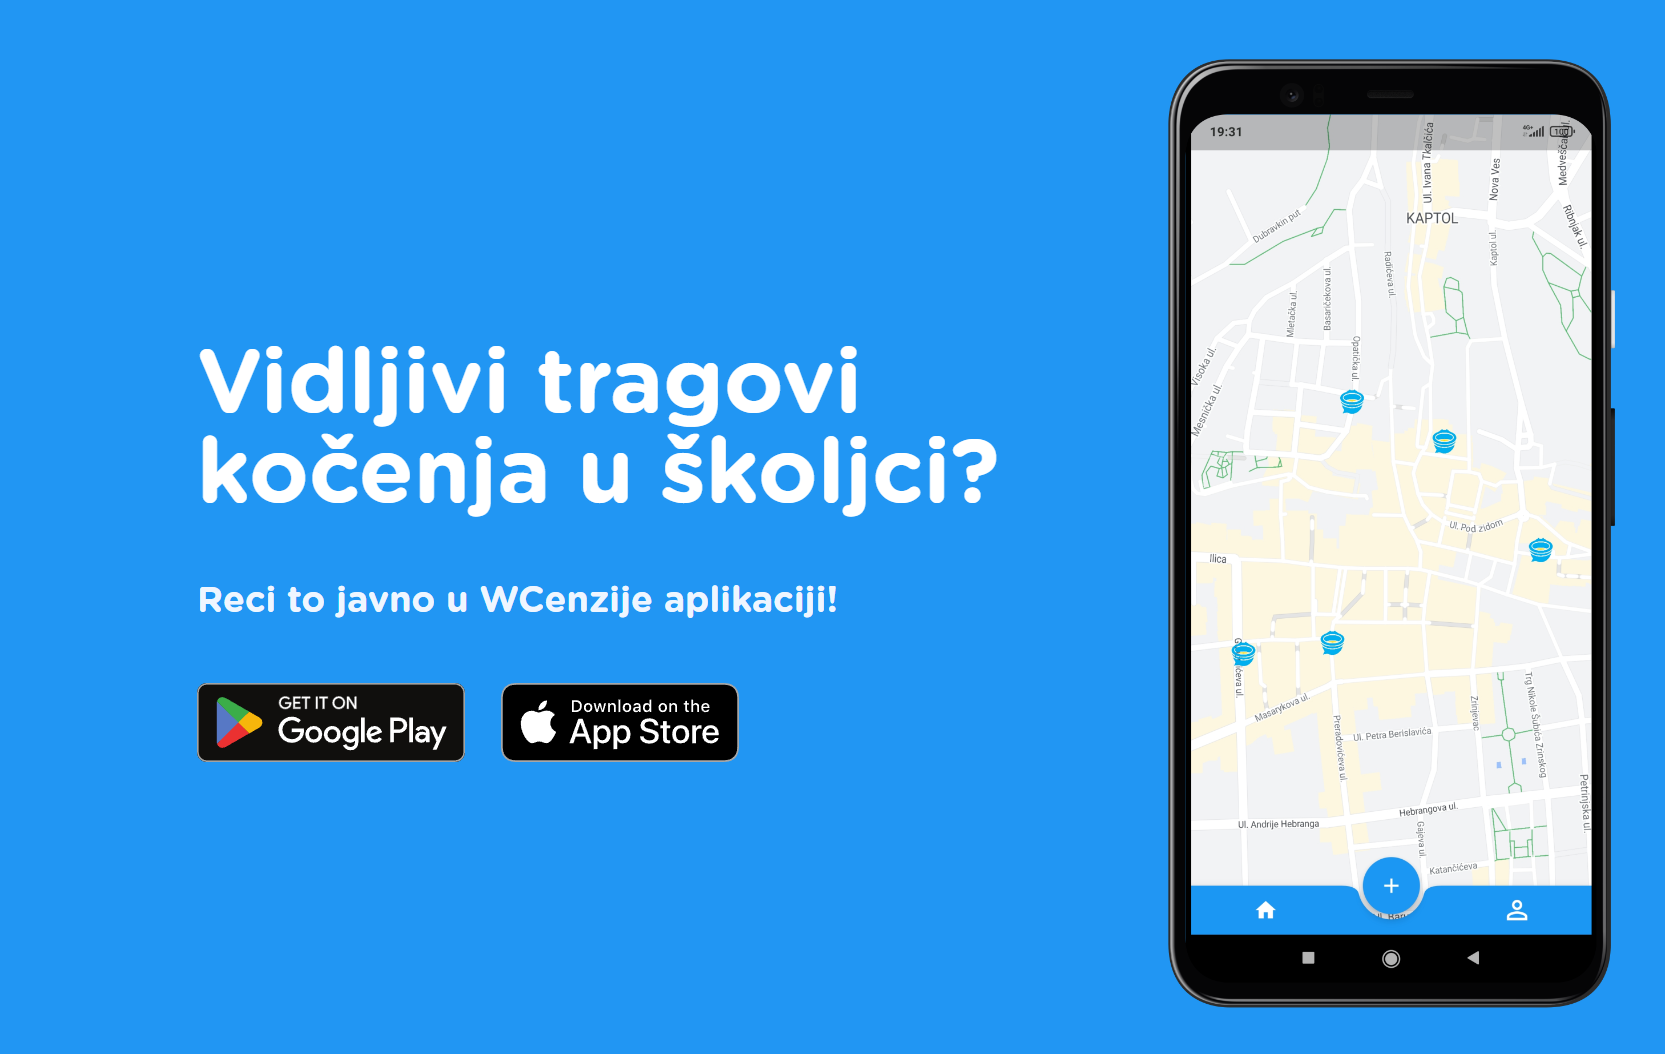 Vidljivi tragovi
kočenja u školjci?
Reci to javno u WCenzije aplikaciji!
GET IT ON
Google Play
Download on the
App Store
19:31
4G+
100
Ul. Ivana Tkalčića
Nova Ves
Medveščak ul.
Ribnjak ul.
KAPTOL
Dubravkin put
Kaptol ul.
Radićeva ul.
Basaričekova ul.
Mletačka ul.
Opatička ul.
Visoka ul.
Mesnička ul.
Ul. Pod zidom
Ilica
Masarykova ul.
Preradovićeva ul.
Ul. Petra Berislavića
Zrinjevac
Trg Nikole Šubića Zrinskog
Petrinjska ul.
Hebrangova ul.
Ul. Andrije Hebranga
Gajeva ul.
Katančićeva